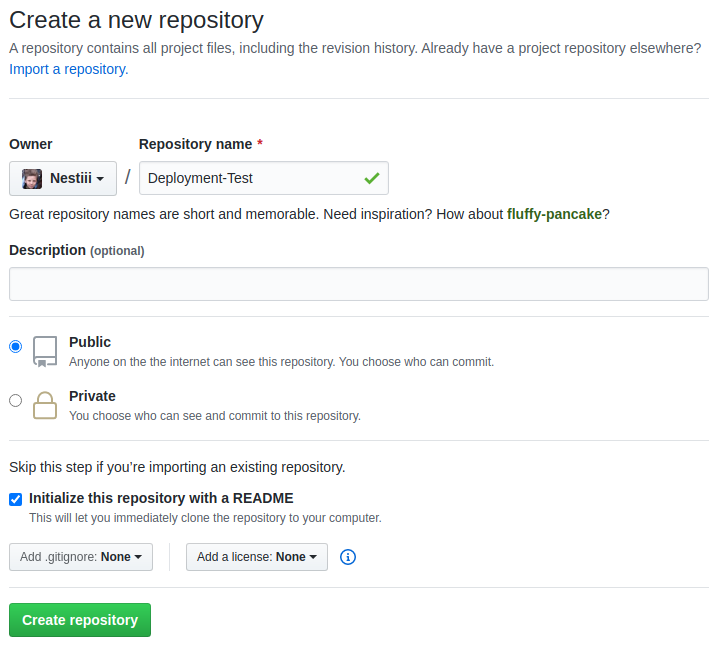 Create a new repository
A repository contains all project files, including the revision history. Already have a project repository elsewhere?
Import a repository.
Owner
Repository name *
Nestiii / Deployment-Test
Great repository names are short and memorable. Need inspiration? How about fluffy-pancake?
Description (optional)
Public
Anyone on the the internet can see this repository. You choose who can commit.
Private
You choose who can see and commit to this repository.
Skip this step if you’re importing an existing repository.
Initialize this repository with a README
This will let you immediately clone the repository to your computer.
Add .gitignore: None
Add a license: None
Create repository